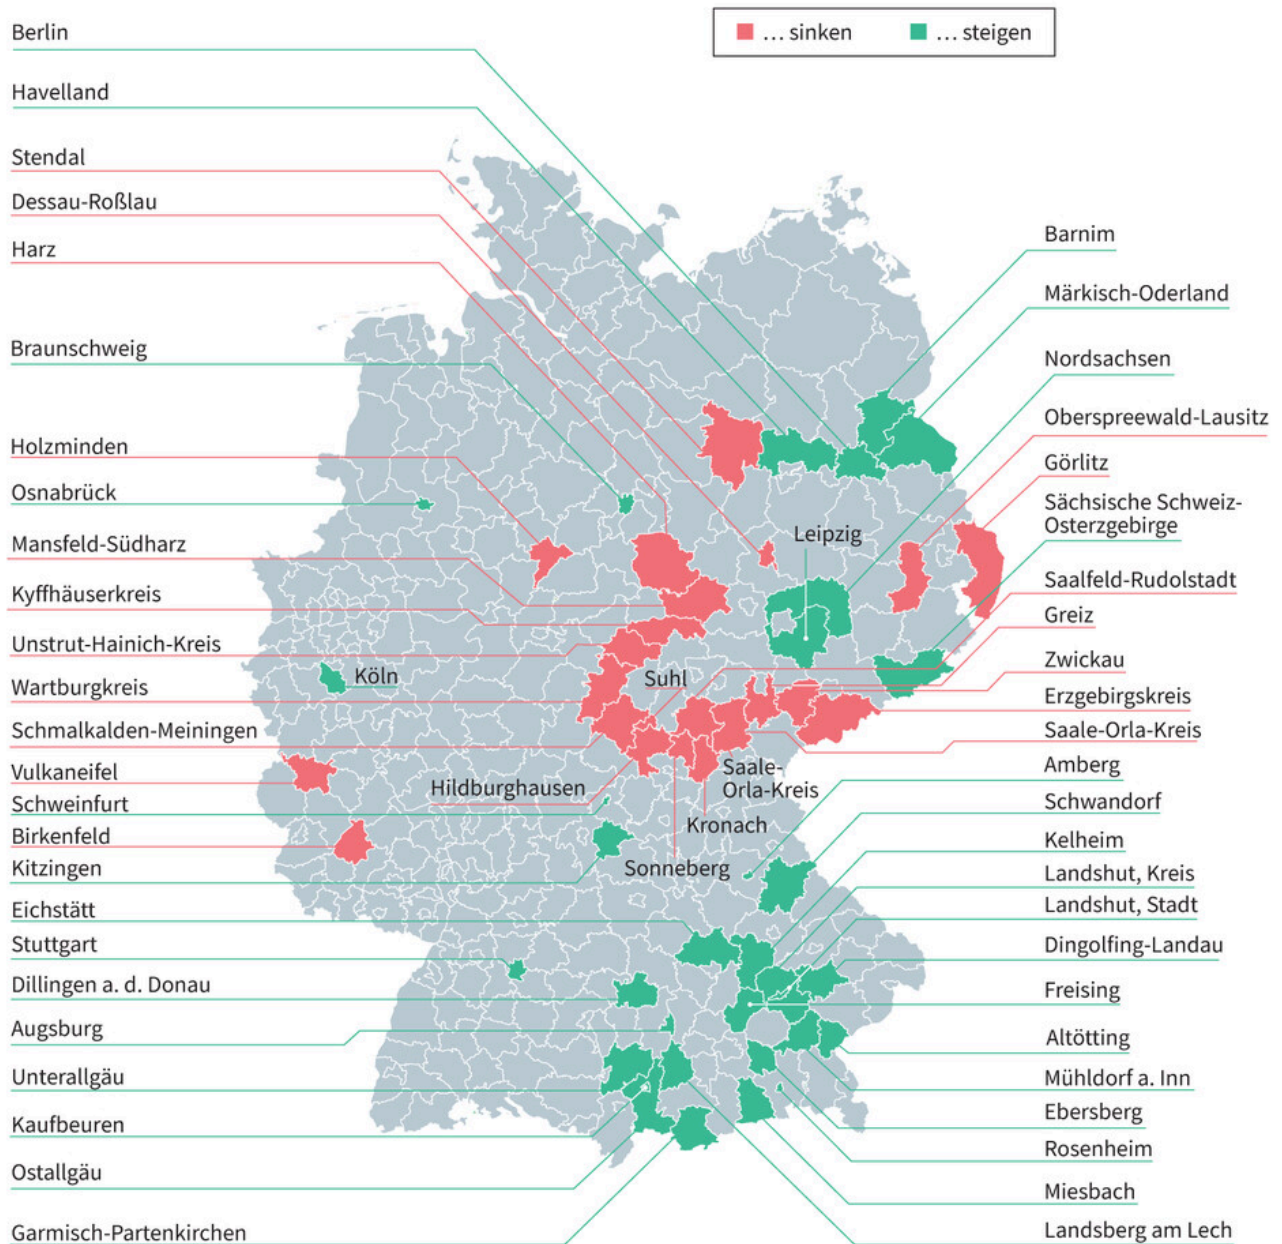 … sinken
… steigen
Berlin
Havelland
Stendal
Dessau-Roßlau
Harz
Braunschweig
Holzminden
Osnabrück
Mansfeld-Südharz
Kyffhäuserkreis
Unstrut-Hainich-Kreis
Wartburgkreis
Schmalkalden-Meiningen
Vulkaneifel
Schweinfurt
Birkenfeld
Kitzingen
Eichstätt
Stuttgart
Dillingen a. d. Donau
Augsburg
Unterallgäu
Kaufbeuren
Ostallgäu
Garmisch-Partenkirchen
Köln
Leipzig
Suhl
Hildburghausen
Saale-
Orla-Kreis
Kronach
Sonneberg
Barnim
Märkisch-Oderland
Nordsachsen
Oberspreewald-Lausitz
Görlitz
Sächsische Schweiz-
Osterzgebirge
Saalfeld-Rudolstadt
Greiz
Zwickau
Erzgebirgskreis
Saale-Orla-Kreis
Amberg
Schwandorf
Kelheim
Landshut, Kreis
Landshut, Stadt
Dingolfing-Landau
Freising
Altötting
Mühldorf a. Inn
Ebersberg
Rosenheim
Miesbach
Landsberg am Lech